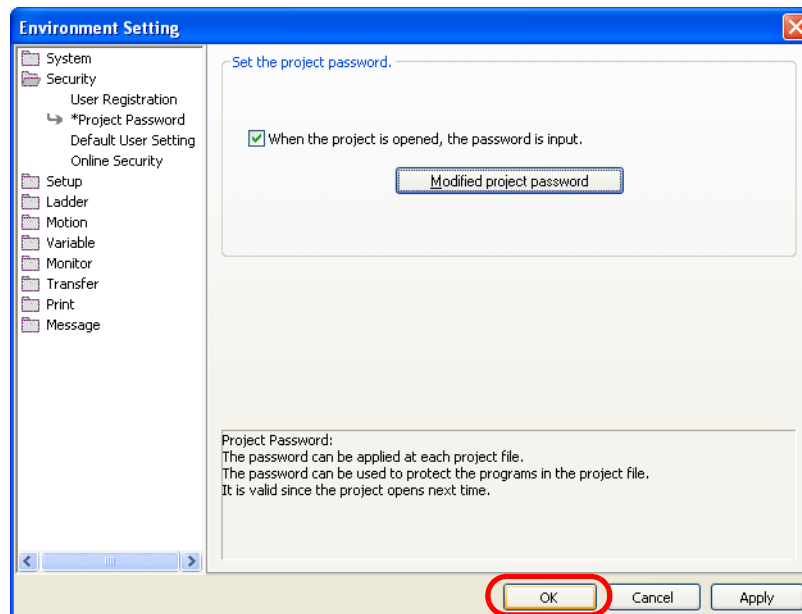 Environment Setting
System
Security
User Registration
*Project Password
Default User Setting
Online Security
Setup
Ladder
Motion
Variable
Monitor
Transfer
Print
Message
Set the project password.
When the project is opened, the password is input.
Modified project password
Project Password:
The password can be applied at each project file.
The password can be used to protect the programs in the project file.
It is valid since the project opens next time.
OK Cancel Apply